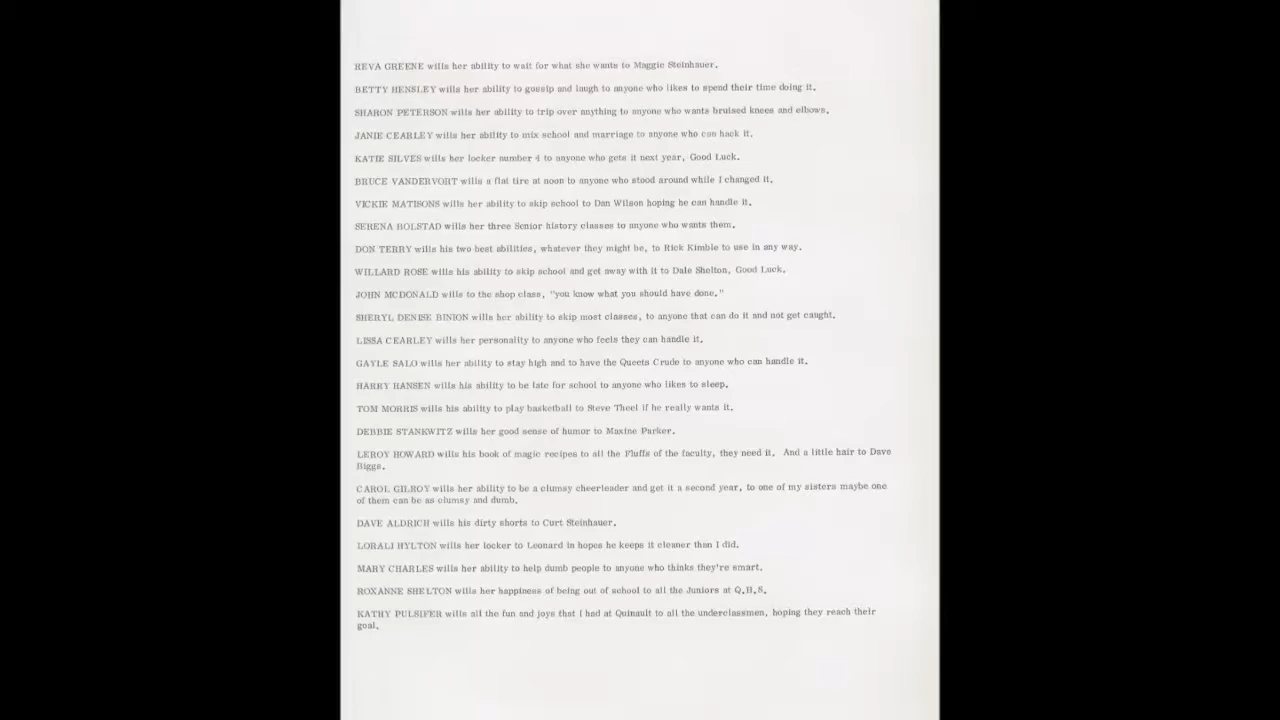 REVA GREENE wills her ability to wait for what she wants to Maggie Steinhauer.
BETTY HENSLEY wills her ability to gossip and laugh to anyone who likes to spend their time doing it.
SHARON PETERSON wills her ability to trip over anything to anyone who wants bruised knees and elbows.
JANIE CEARLEY wills her ability to mix school and marriage to anyone who can hack it.
KATIE SILVES wills her locker number 4 to anyone who gets it next year, Good Luck.
BRUCE VANDERVORT wills a flat tire at noon to anyone who stood around while I changed it.
VICKIE MATISONS wills her ability to skip school to Dan Wilson hoping he can handle it.
SERENA BOLSTAD wills her three Senior history classes to anyone who wants them.
DON TERRY wills his two best abilities, whatever they might be, to Rick Kimble to use in any way.
WILLARD ROSE wills his ability to skip school and get away with it to Dale Shelton, Good Luck.
JOHN MCDONALD wills to the shop class, "you know what you should have done."
SHERYL DENISE BINION wills her ability to skip most classes, to anyone that can do it and not get caught.
LISSA CEARLEY wills her personality to anyone who feels they can handle it.
GAYLE SALO wills her ability to stay high and to have the Queets Crude to anyone who can handle it.
HARRY HANSEN wills his ability to be late for school to anyone who likes to sleep.
TOM MORRIS wills his ability to play basketball to Steve Theel if he really wants it.
DEBBIE STANKWITZ wills her good sense of humor to Maxine Parker.
LEROY HOWARD wills his book of magic recipes to all the Fluffs of the faculty, they need it. And a little hair to Dave
Biggs.
CAROL GILROY wills her ability to be a clumsy cheerleader and get it a second year, to one of my sisters maybe one
of them can be as clumsy and dumb.
DAVE ALDRICH wills his dirty shorts to Curt Steinhauer.
LORALI HYLTON wills her locker to Leonard in hopes he keeps it cleaner than I did.
MARY CHARLES wills her ability to help dumb people to anyone who thinks they're smart.
ROXANNE SHELTON wills her happiness of being out of school to all the Juniors at Q.H.S.
KATHY PULSIFER wills all the fun and joys that I had at Quinault to all the underclassmen, hoping they reach their
goal.